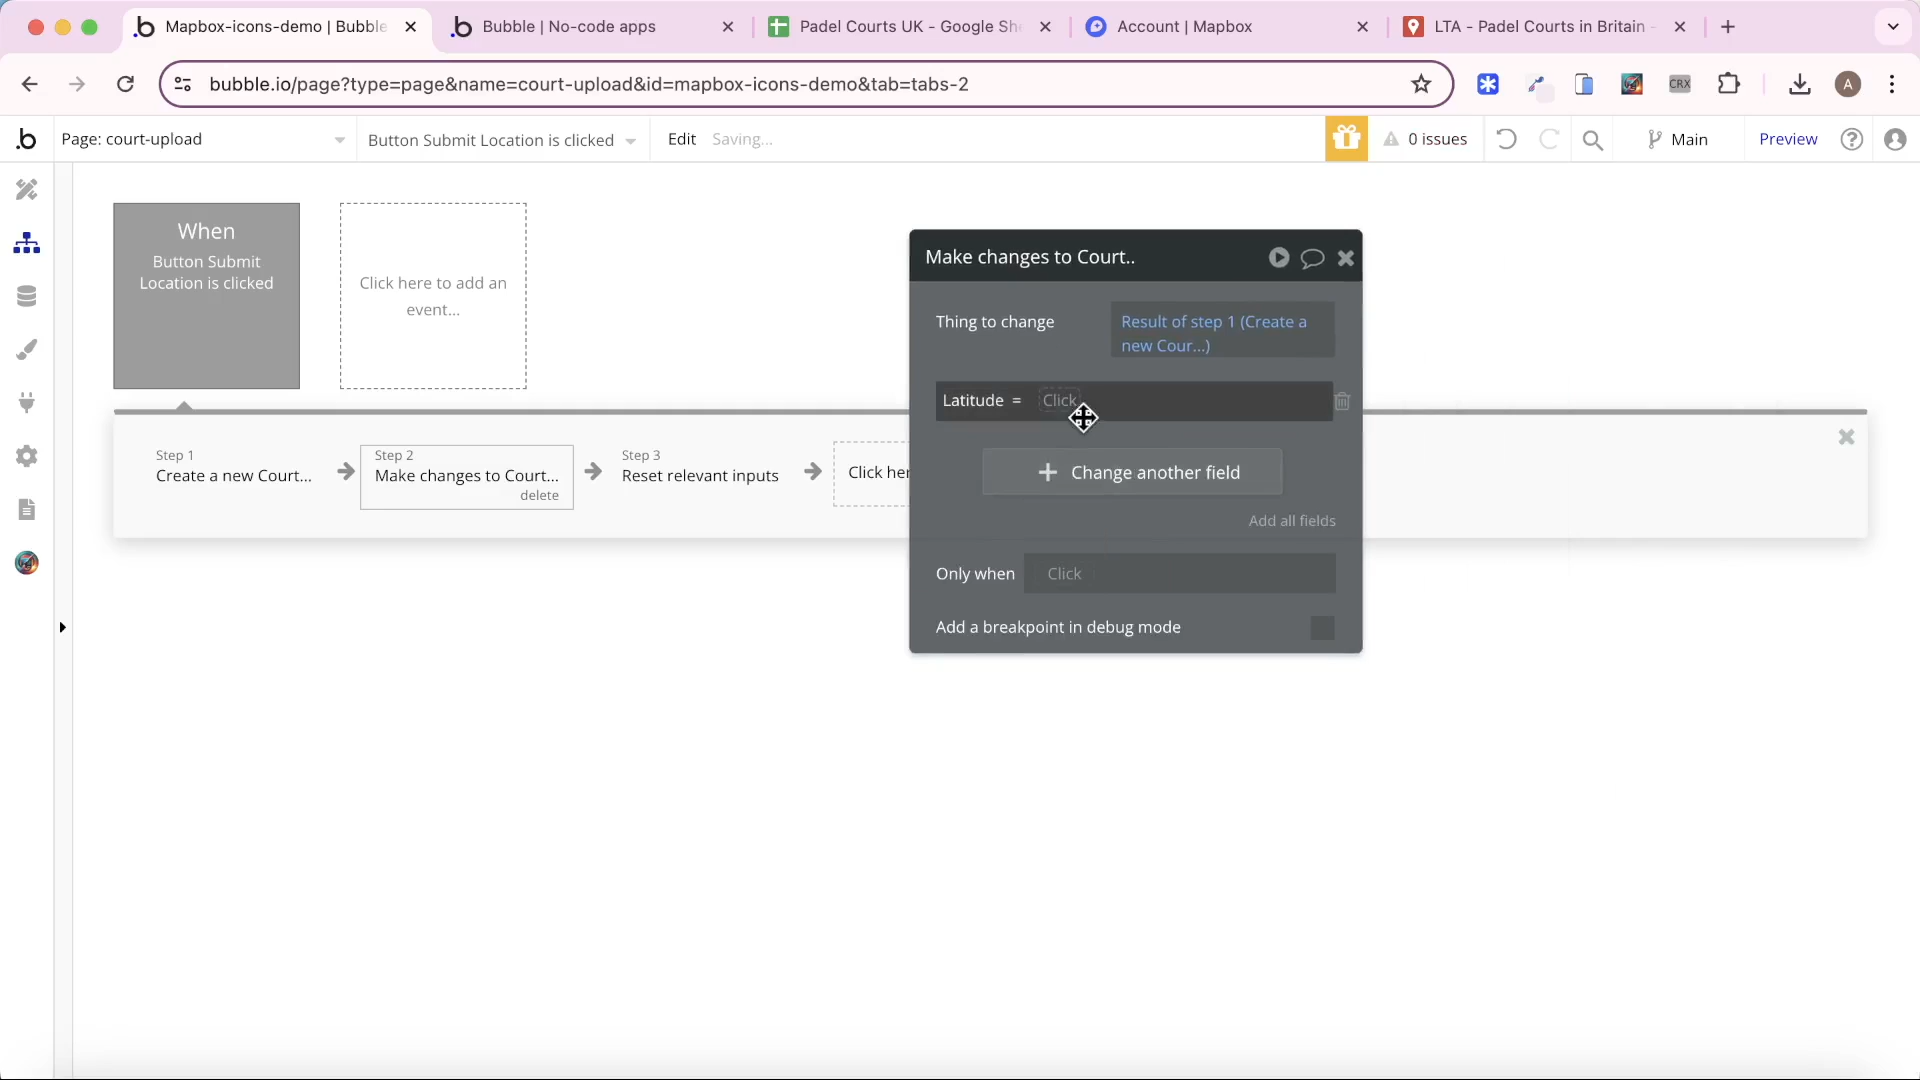 Mapbox-icons-demo | Bubble
Bubble | No-code apps
Padel Courts UK - Google She
Account | Mapbox
LTA - Padel Courts in Britain -
bubble.io/page?type=page&name=court-upload&id=mapbox-icons-demo&tab=tabs-2
CRX
A
b
Page: court-upload
Button Submit Location is clicked
Edit
Saving...
0 issues
Main
Preview
When
Button Submit
Location is clicked
Click here to add an
event...
Make changes to Court..
Thing to change
Result of step 1 (Create a
new Cour...)
Latitude =
Click
Change another field
Add all fields
Only when
Click
Add a breakpoint in debug mode
Step 1
Create a new Court...
Step 2
Make changes to Court...
delete
Step 3
Reset relevant inputs
Click her